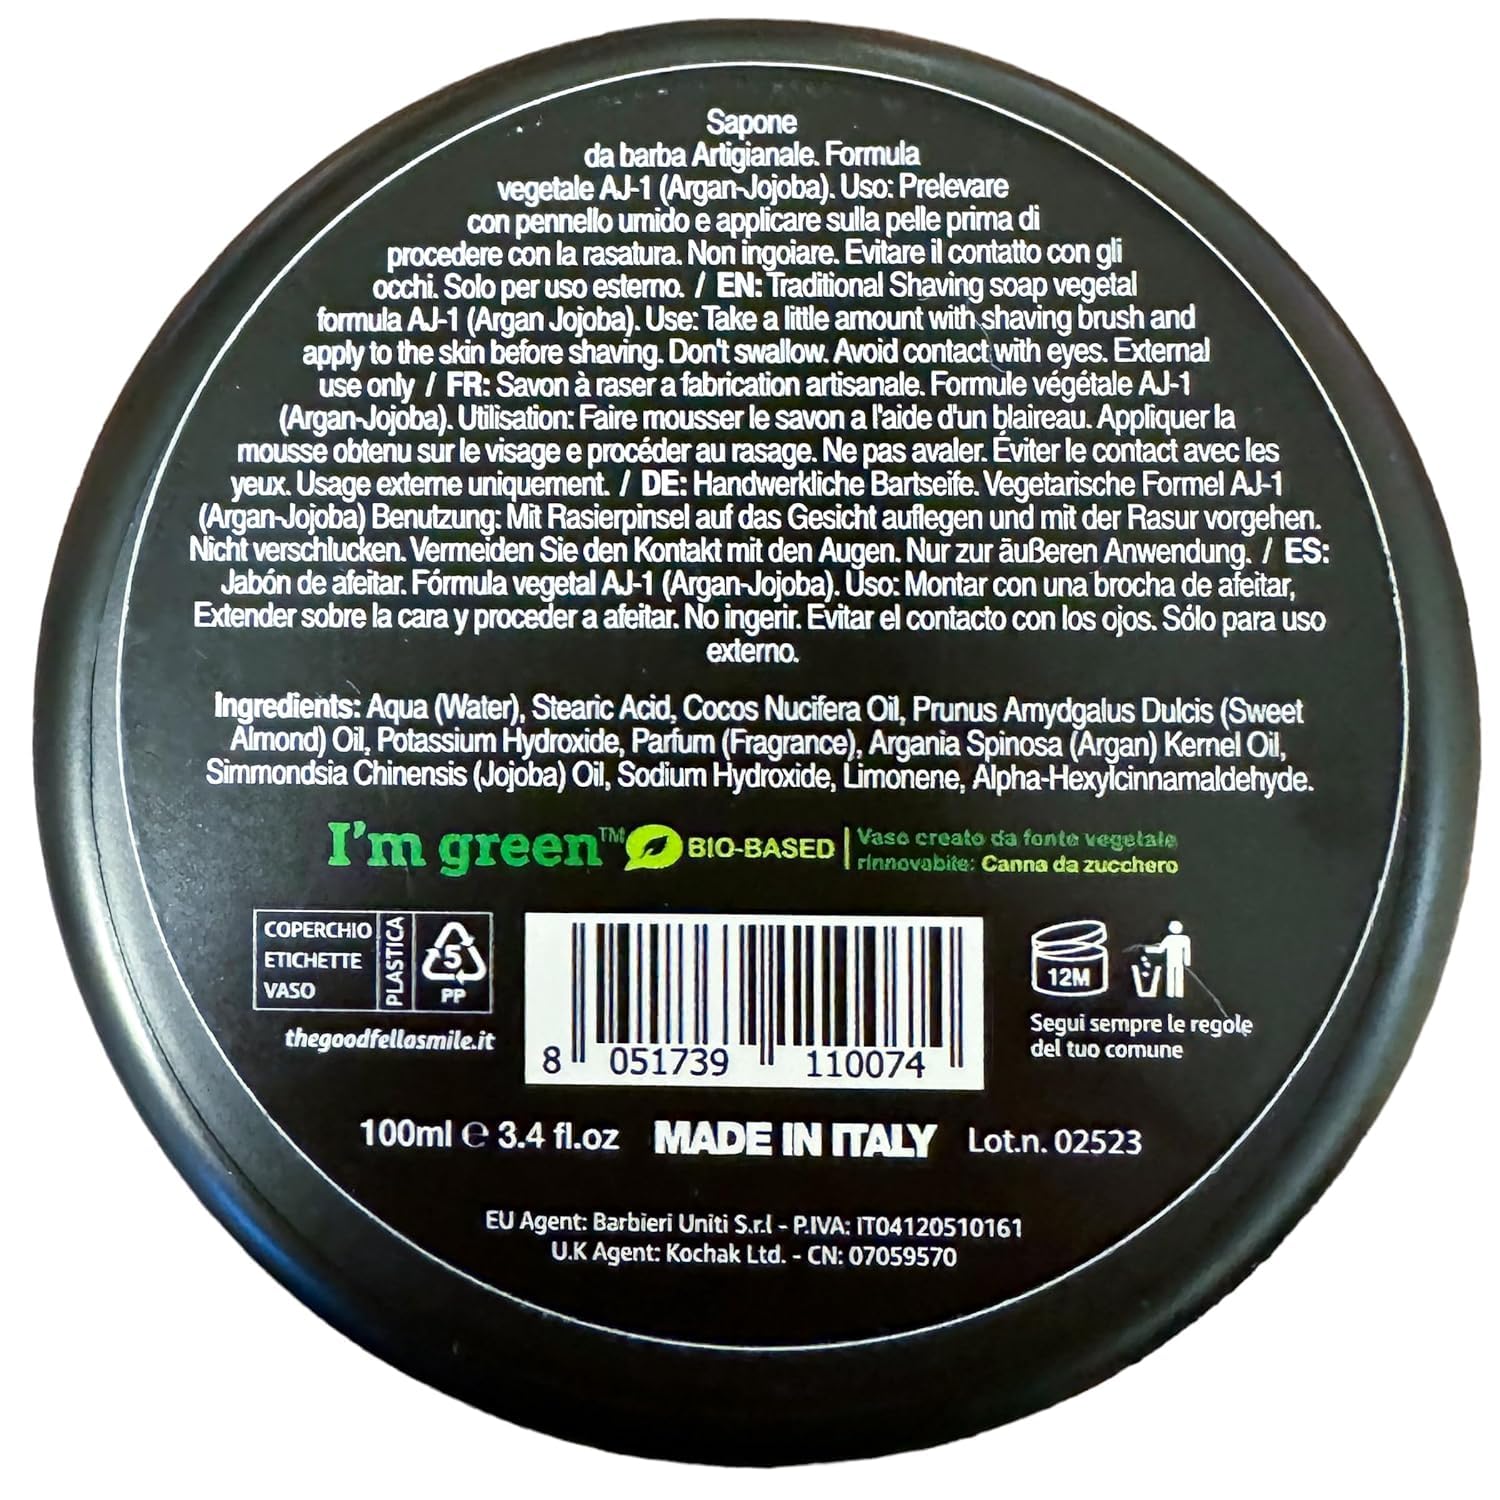 Sapone
da barba Artigianale. Formula
vegetale AJ-1 (Argan-Jojoba). Uso: Prelevare
con pennello umido e applicare sulla pelle prima di
procedere con la rasatura. Non ingoiare. Evitare il contatto con gli
occhi. Solo per uso esterno. / EN: Traditional Shaving soap vegetal
formula AJ-1 (Argan Jojoba). Use: Take a little amount with shaving brush and
apply to the skin before shaving. Don't swallow. Avoid contact with eyes. External
use only / FR: Savon à raser a fabrication artisanale. Formule végétale AJ-1
(Argan-Jojoba). Utilisation: Faire mousser le savon a l'aide d'un blaireau. Appliquer la
mousse obtenu sur le visage e procéder au rasage. Ne pas avaler. Éviter le contact avec les
yeux. Usage externe uniquement. / DE: Handwerkliche Bartseife. Vegetarische Formel AJ-1
(Argan-Jojoba) Benutzung: Mit Rasierpinsel auf das Gesicht auflegen und mit der Rasur vorgehen.
Nicht verschlucken. Vermeiden Sie den Kontakt mit den Augen. Nur zur äußeren Anwendung. / ES:
Jabón de afeitar. Fórmula vegetal AJ-1 (Argan-Jojoba). Uso: Montar con una brocha de afeitar,
Extender sobre la cara y proceder a afeitar. No ingerir. Evitar el contacto con los ojos. Sólo para uso
externo.
Ingredients: Aqua (Water), Stearic Acid, Cocos Nucifera Oil, Prunus Amydgalus Dulcis (Sweet
Almond) Oil, Potassium Hydroxide, Parfum (Fragrance), Argania Spinosa (Argan) Kernel Oil,
Simmondsia Chinensis (Jojoba) Oil, Sodium Hydroxide, Limonene, Alpha-Hexylcinnamaldehyde.
I'm green™ BIO-BASED | Vaso creato da fonte vegetale
rinnovabile: Canna da zucchero
COPERCHIO
ETICHETTE
VASO
PLASTICA
5
PP
thegoodfellasmile.it
8 051739 110074
12M
Segui sempre le regole
del tuo comune
100ml ℮ 3.4 fl.oz MADE IN ITALY Lot.n. 02523
EU Agent: Barbieri Uniti S.r.l - P.IVA: IT04120510161
U.K Agent: Kochak Ltd. - CN: 07059570